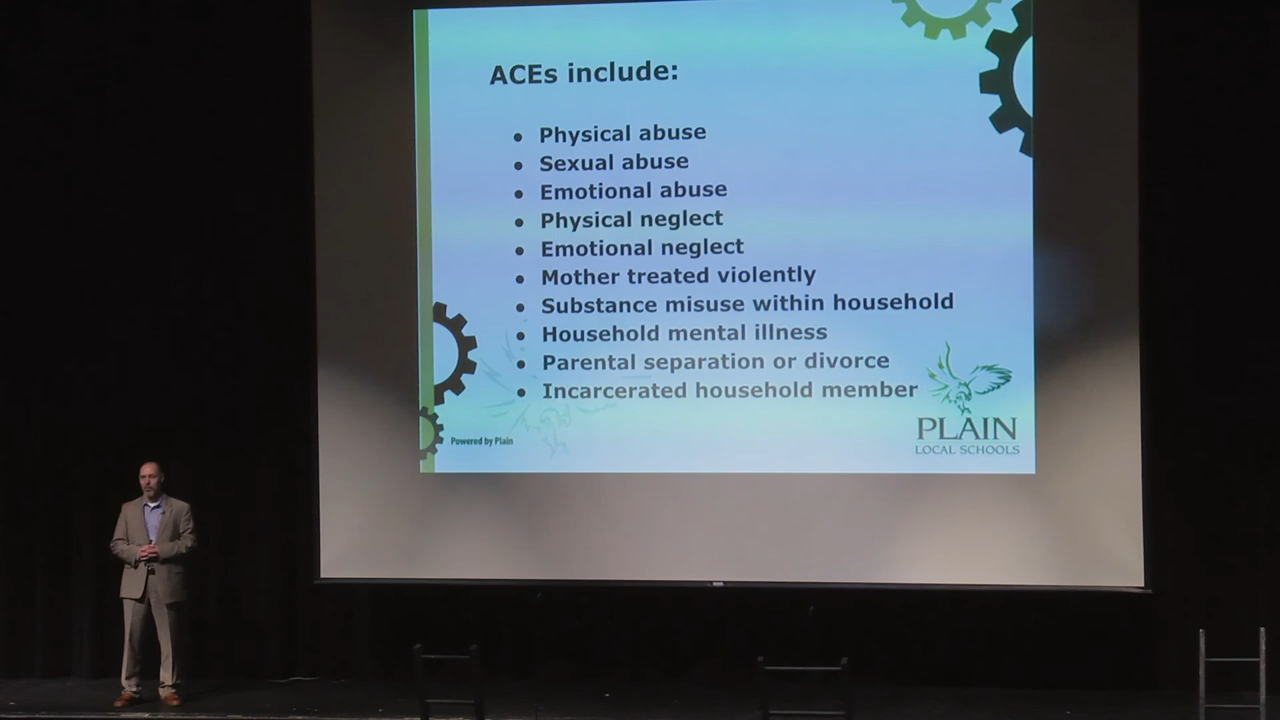 ACEs include:
• Physical abuse
• Sexual abuse
• Emotional abuse
• Physical neglect
• Emotional neglect
• Mother treated violently
• Substance misuse within household
• Household mental illness
• Parental separation or divorce
• Incarcerated household member
Powered by Plain
PLAIN
LOCAL SCHOOLS